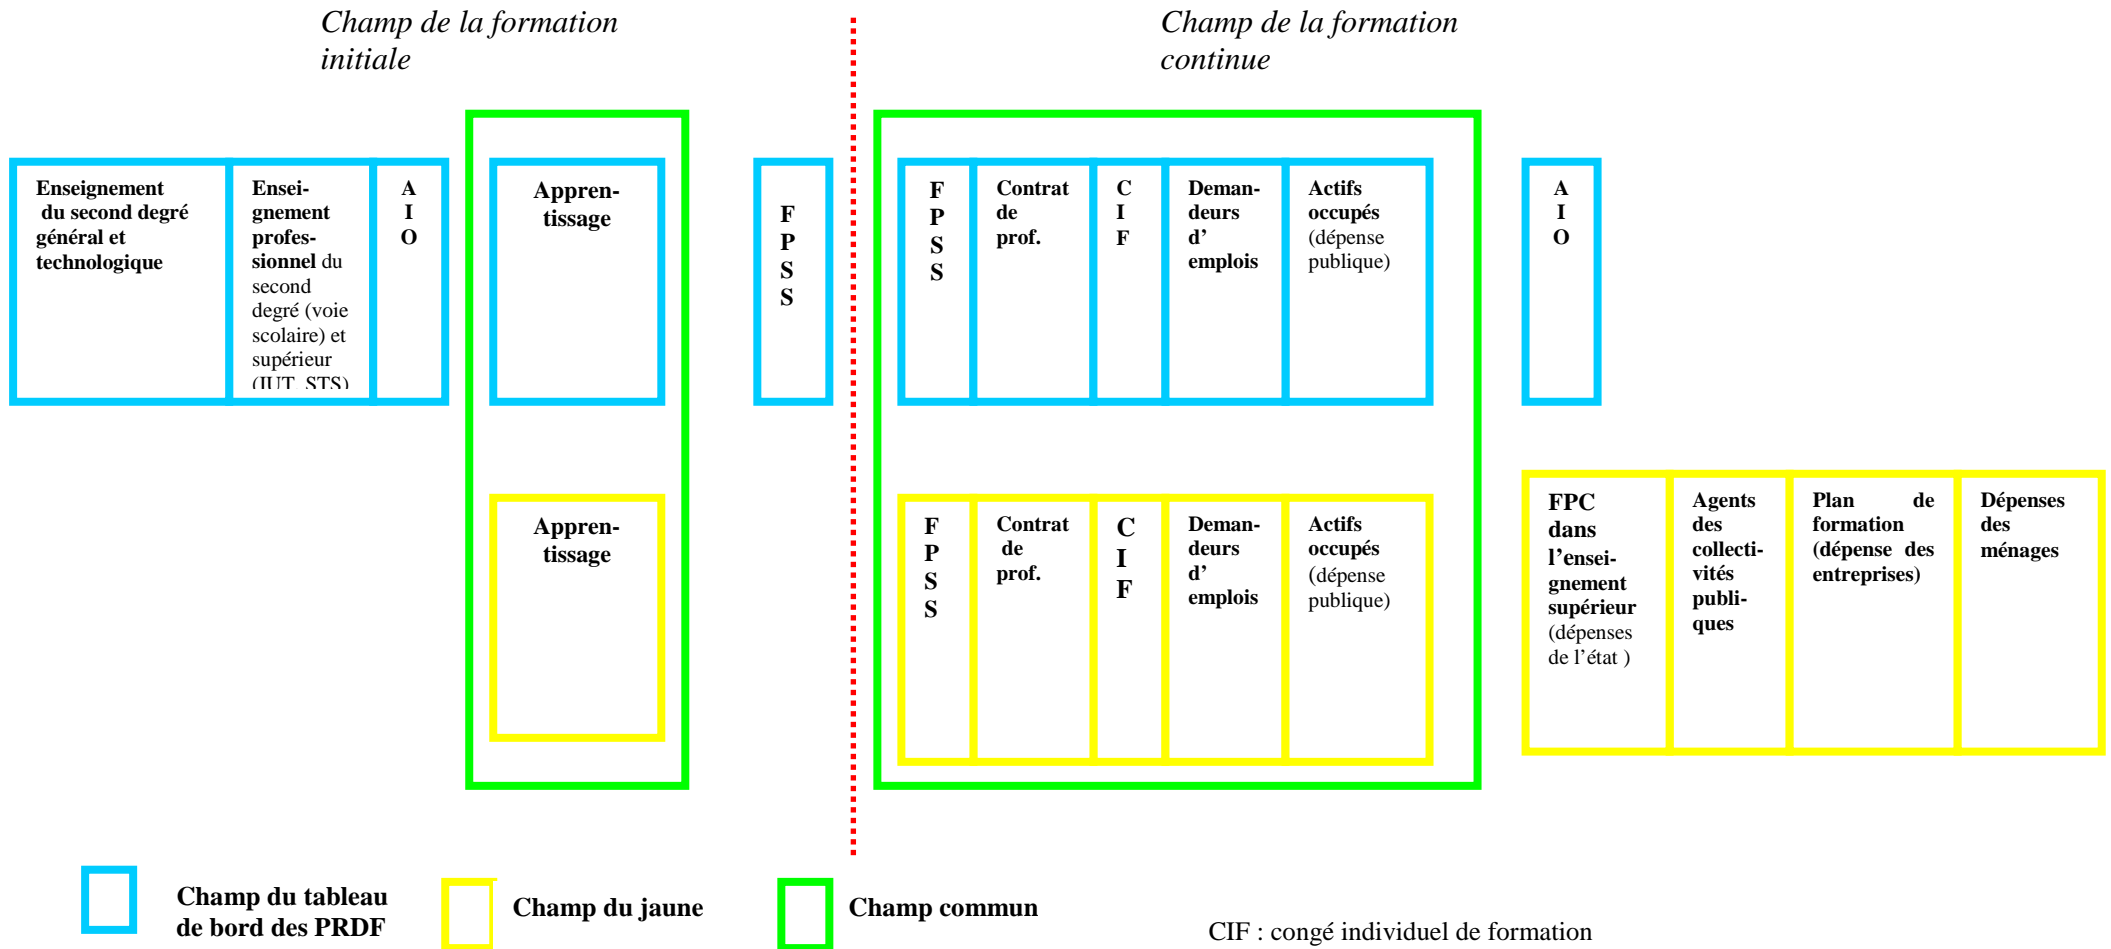 Champ de la formation
initiale
Champ de la formation
continue
Enseignement
du second degré
général et
technologique
Ensei-
gnement
profes-
sionnel du
second
degré (voie
scolaire) et
supérieur
(IUT, STS)
A
I
O
Appren-
tissage
F
P
S
S
F
P
S
S
Contrat
de
prof.
C
I
F
Deman-
deurs
d’
emplois
Actifs
occupés
(dépense
publique)
A
I
O
Appren-
tissage
F
P
S
S
Contrat
de
prof.
C
I
F
Deman-
deurs
d’
emplois
Actifs
occupés
(dépense
publique)
FPC
dans
l’ensei-
gnement
supérieur
(dépenses
de l’état )
Agents
des
collecti-
vités
publi-
ques
Plan de
formation
(dépense des
entreprises)
Dépenses
des
ménages
Champ du tableau
de bord des PRDF
Champ du jaune
Champ commun
CIF : congé individuel de formation